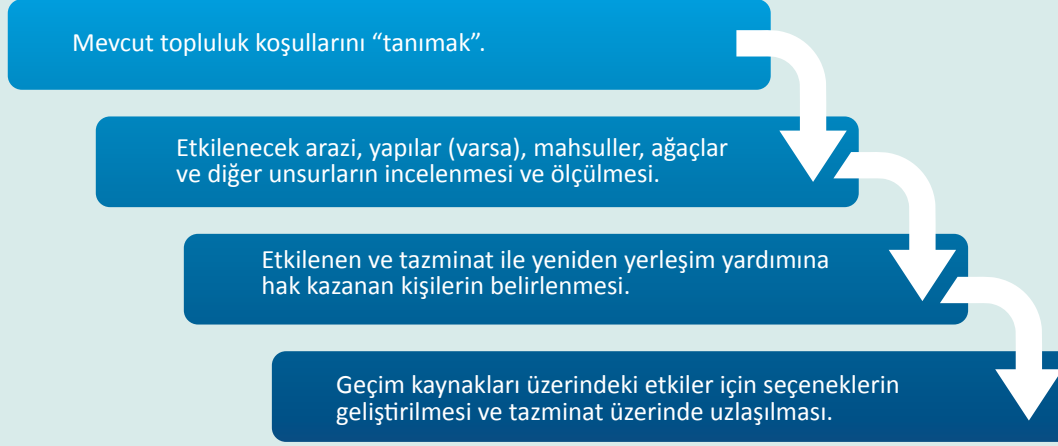 Mevcut topluluk koşullarını “tanımak”.
Etkilenecek arazi, yapılar (varsa), mahsuller, ağaçlar
ve diğer unsurların incelenmesi ve ölçülmesi.
Etkilenen ve tazminat ile yeniden yerleşim yardımına
hak kazanan kişilerin belirlenmesi.
Geçim kaynakları üzerindeki etkiler için seçeneklerin
geliştirilmesi ve tazminat üzerinde uzlaşılması.